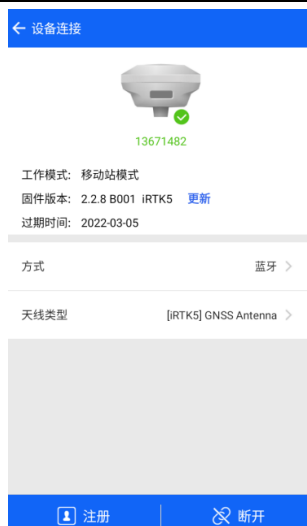 设备连接
13671482
工作模式: 移动站模式
固件版本: 2.2.8 B001 iRTK5 更新
过期时间: 2022-03-05
方式 蓝牙
天线类型 [iRTK5] GNSS Antenna
注册 断开